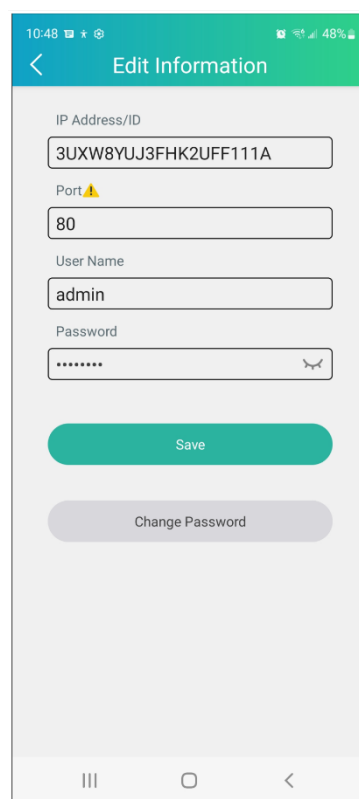 10:48 48%
Edit Information
IP Address/ID
3UXW8YUJ3FHK2UFF111A
Port
80
User Name
admin
Password
••••••••
Save
Change Password